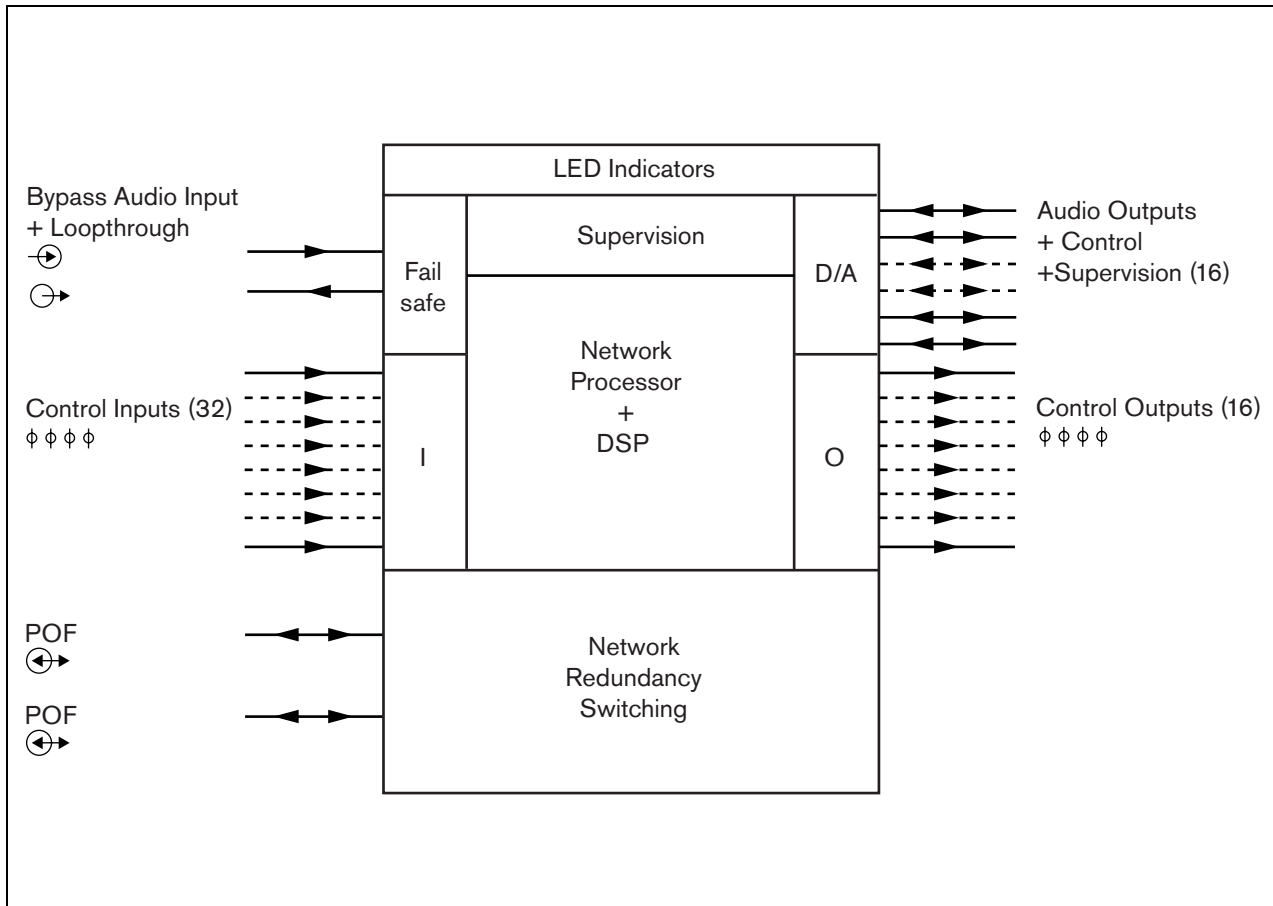 LED Indicators
Bypass Audio Input
+ Loopthrough
Fail
safe
Supervision
D/A
Audio Outputs
+ Control
+Supervision (16)
Control Inputs (32)
I
Network
Processor
+
DSP
O
Control Outputs (16)
POF
POF
Network
Redundancy
Switching